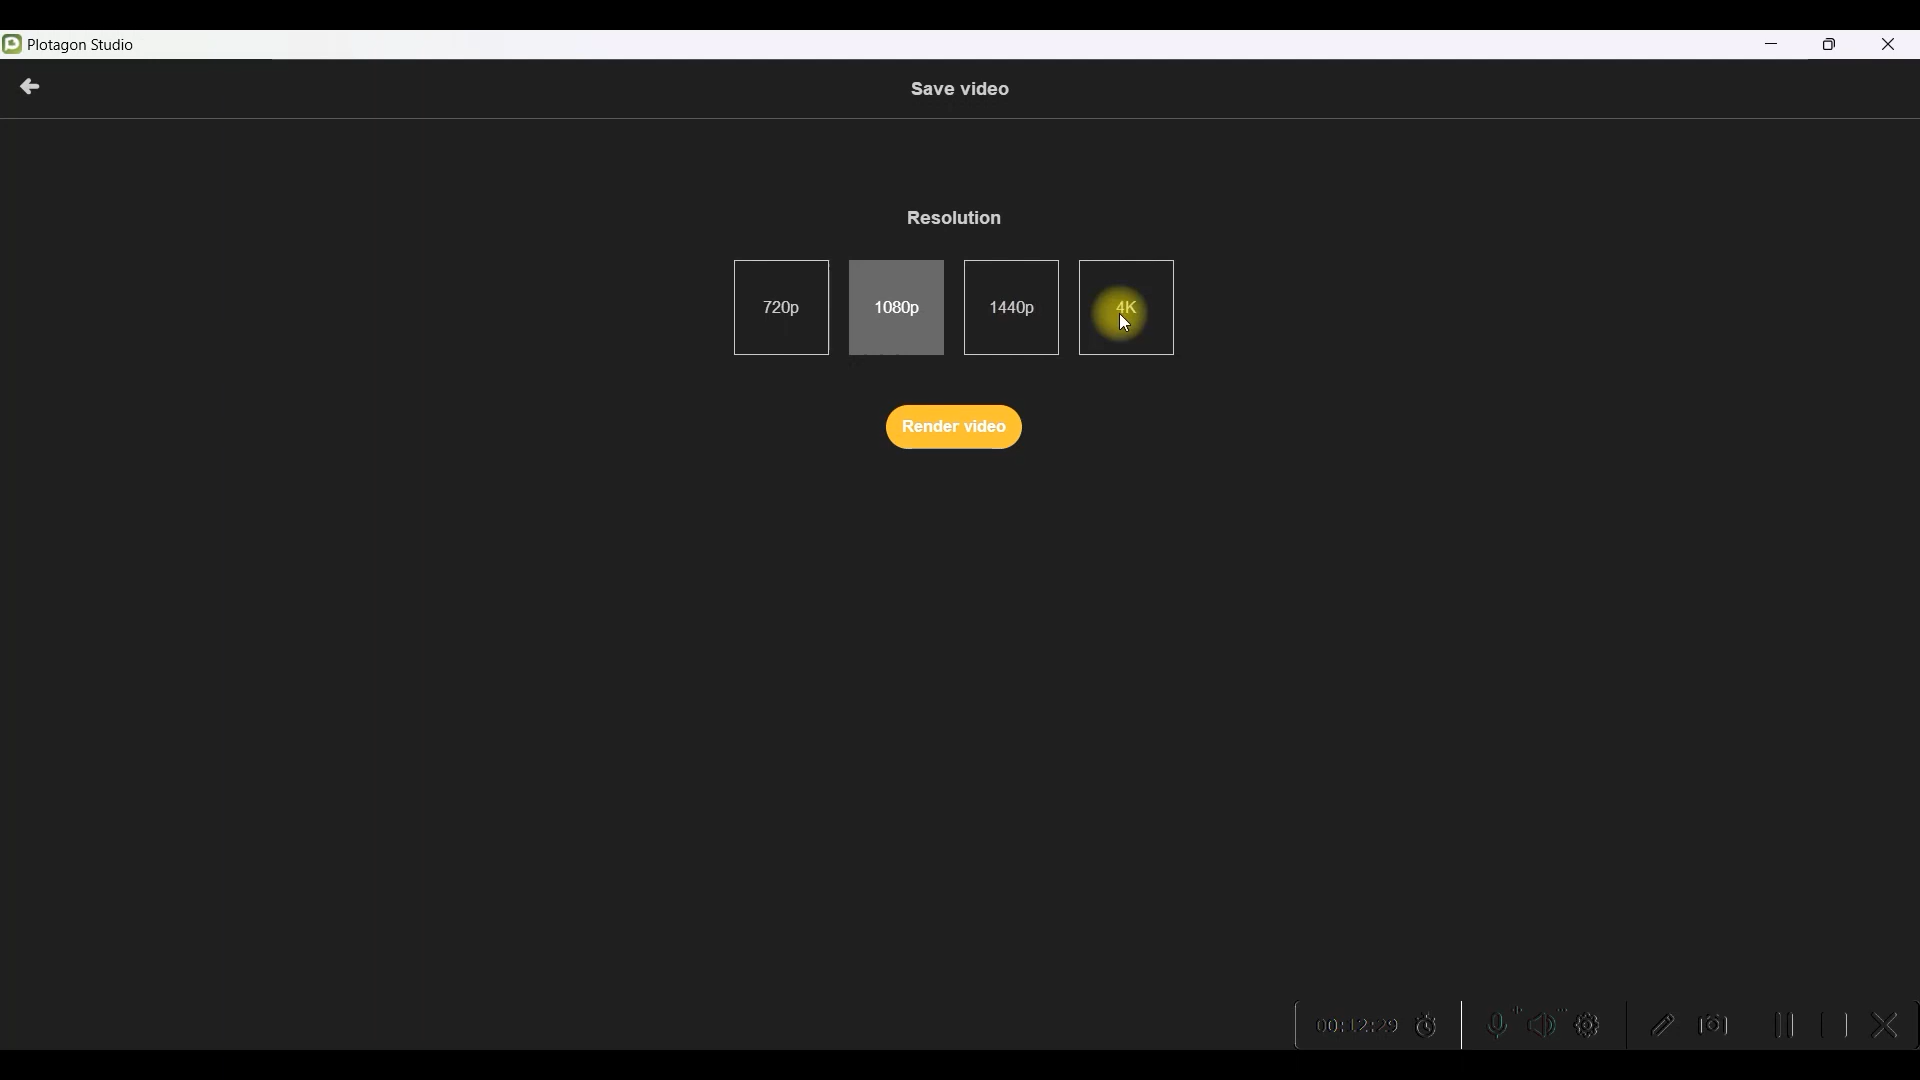 Plotagon Studio
Save video
Resolution
720p 1080p 1440p 4K
Render video
00:12:29